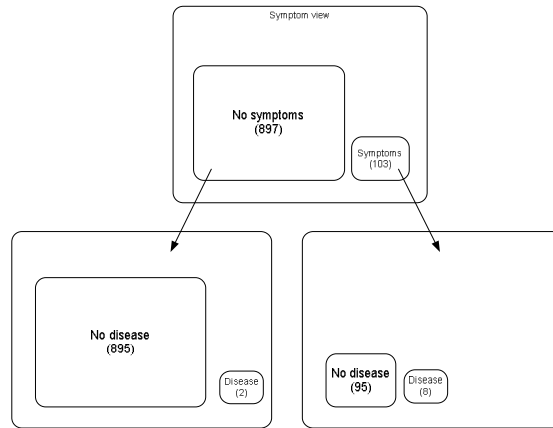 Symptom view
No symptoms
(897)
Symptoms
(103)
No disease
(895)
Disease
(2)
No disease
(95)
Disease
(8)